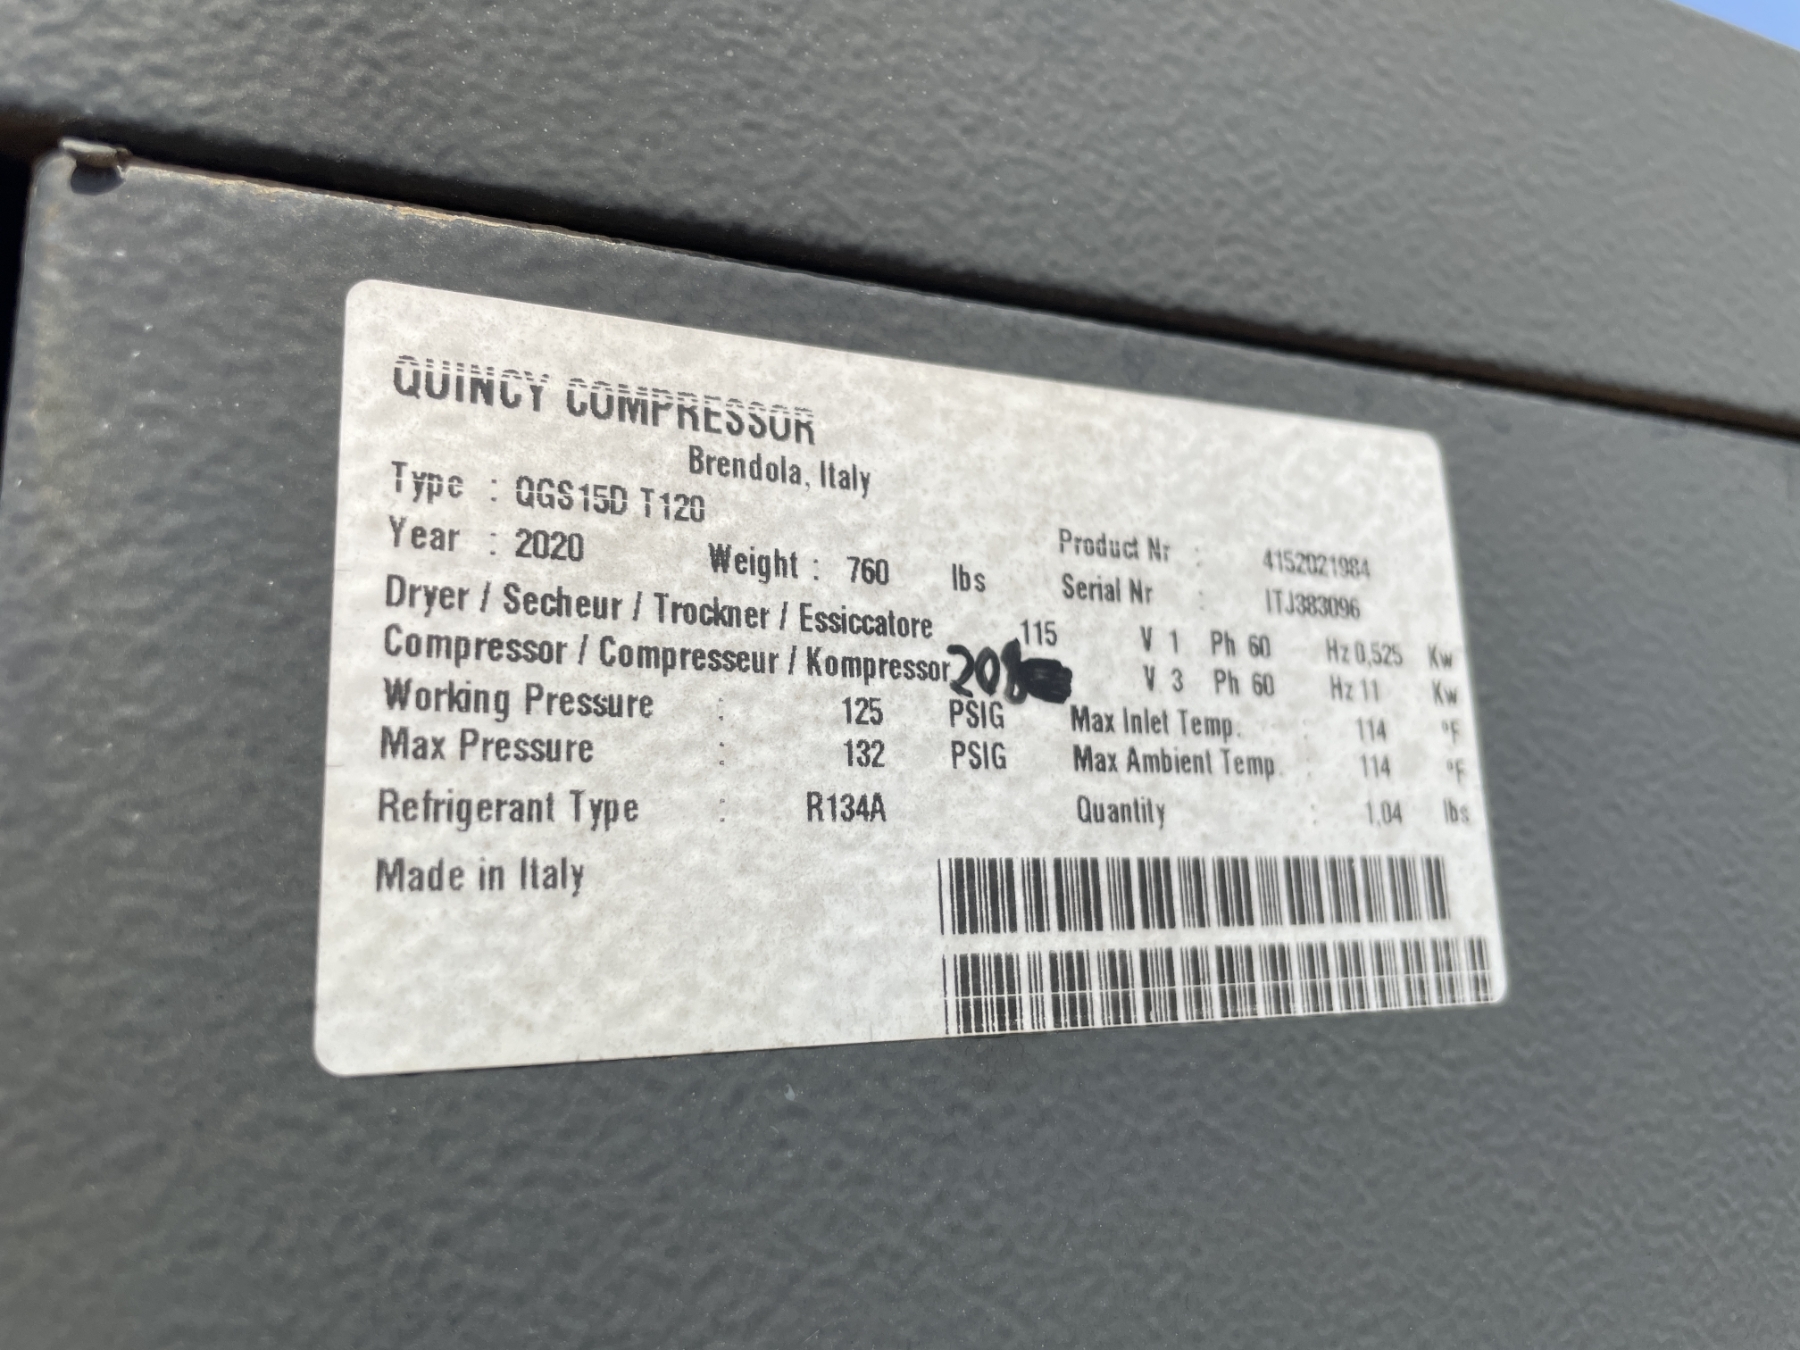 QUINCY COMPRESSOR
Brendola, Italy
Type : QGS15D T120
Year : 2020 Weight : 760 lbs
Product Nr : 4152021984
Serial Nr : ITJ383096
Dryer / Secheur / Trockner / Essiccatore 115 V 1 Ph 60 Hz 0,525 Kw
Compressor / Compresseur / Kompressor 208 V 3 Ph 60 Hz 11 Kw
Working Pressure : 125 PSIG Max Inlet Temp. : 114 °F
Max Pressure : 132 PSIG Max Ambient Temp. : 114 °F
Refrigerant Type : R134A Quantity : 1,04 lbs
Made in Italy